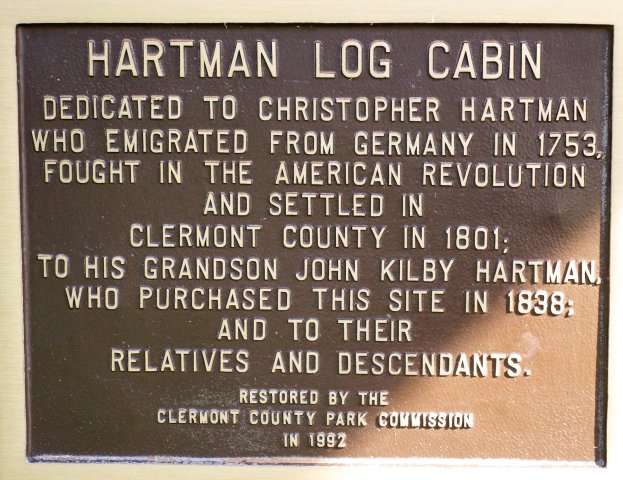 HARTMAN LOG CABIN
DEDICATED TO CHRISTOPHER HARTMAN
WHO EMIGRATED FROM GERMANY IN 1753,
FOUGHT IN THE AMERICAN REVOLUTION
AND SETTLED IN
CLERMONT COUNTY IN 1801;
TO HIS GRANDSON JOHN KILBY HARTMAN,
WHO PURCHASED THIS SITE IN 1838;
AND TO THEIR
RELATIVES AND DESCENDANTS.
RESTORED BY THE
CLERMONT COUNTY PARK COMMISSION
IN 1992